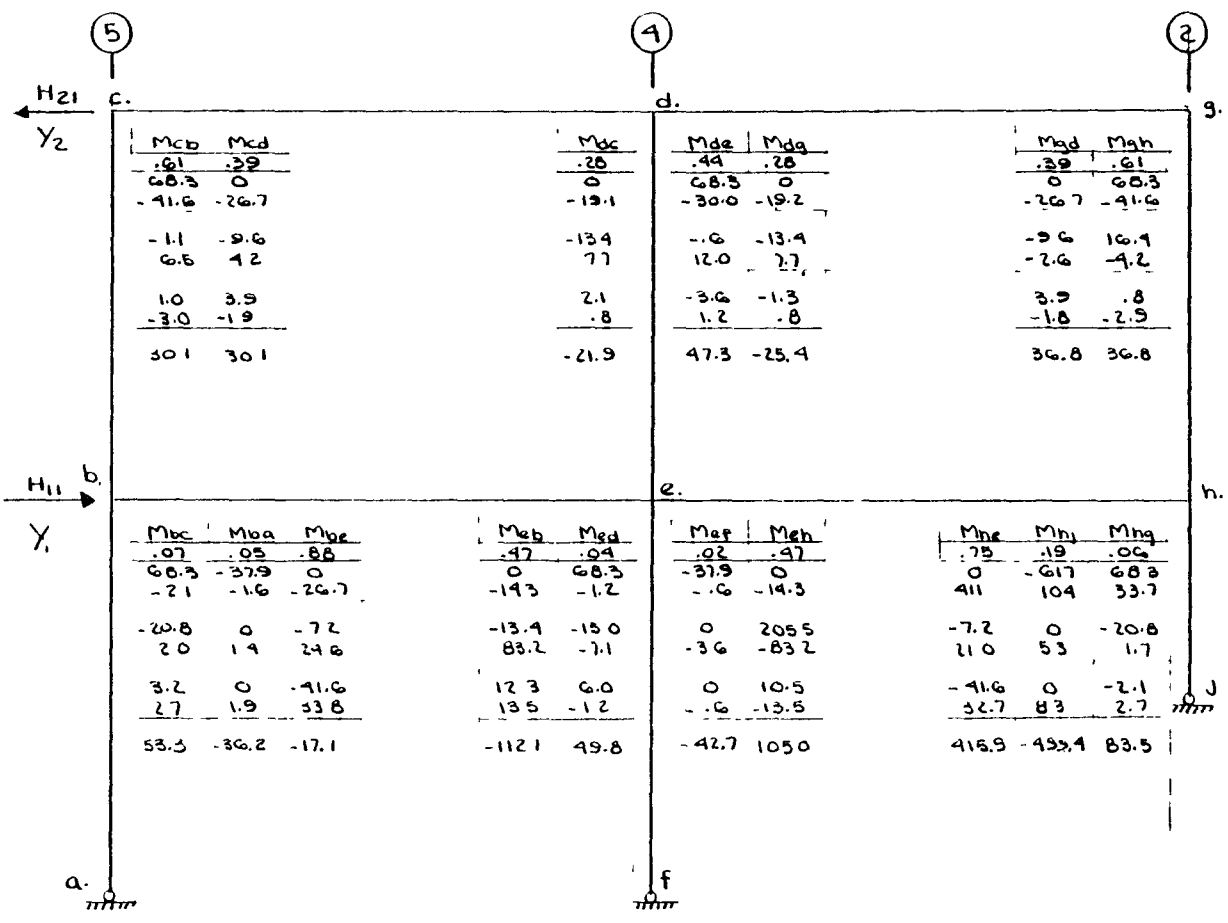 5 4 2
H21 c. d. g.
Y2
Mcb Mcd Mdc Mde Mdg Mgd Mgh
.61 .39 .28 .44 .28 .39 .61
68.3 0 0 68.3 0 0 68.3
-41.6 -26.7 -19.1 -30.0 -19.2 -26.7 -41.6
-1.1 -9.6 -13.4 -.6 -13.4 -9.6 16.4
6.5 4.2 7.7 12.0 7.7 -2.6 -4.2
1.0 3.9 2.1 -3.6 -1.3 3.9 .8
-3.0 -1.9 .8 1.2 .8 -1.8 -2.9
30.1 30.1 -21.9 47.3 -25.4 36.8 36.8
H11 b. e. h.
Y1
Mbc Mba Mbe Meb Med Mef Meh Mhe Mhj Mhg
.07 .05 .88 .47 .04 .02 .47 .75 .19 .06
68.3 -37.9 0 0 68.3 -37.9 0 0 -617 68.3
-2.1 -1.6 -26.7 -14.3 -1.2 -.6 -14.3 411 104 33.7
-20.8 0 -7.2 -13.4 -15.0 0 205.5 -7.2 0 -20.8
2.0 1.4 24.6 83.2 -7.1 -3.6 -83.2 21.0 5.3 1.7
3.2 0 -41.6 12.3 6.0 0 10.5 -41.6 0 -2.1
2.7 1.9 33.8 13.5 -1.2 -.6 -13.5 32.7 8.3 2.7
53.3 -36.2 -17.1 -112.1 49.8 -42.7 105.0 415.9 -499.4 83.5
j
a. f